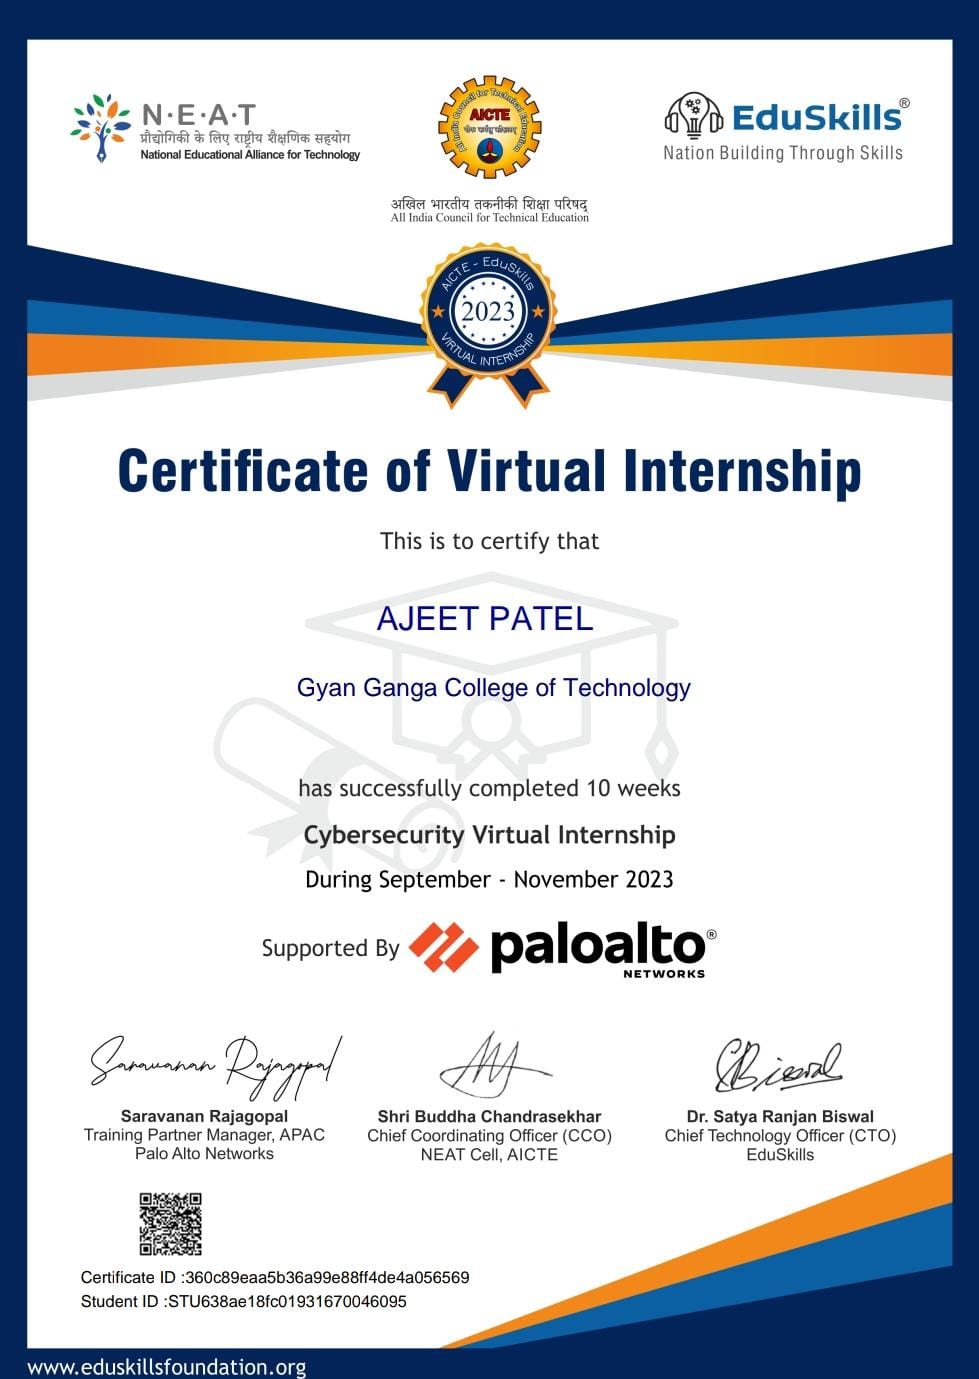 N·E·A·T
प्रौद्योगिकी के लिए राष्ट्रीय शैक्षणिक सहयोग
National Educational Alliance for Technology
All India Council for Technical Education
AICTE
अखिल भारतीय तकनीकी शिक्षा परिषद्
All India Council for Technical Education
EduSkills®
Nation Building Through Skills
AICTE - EduSkills
2023
VIRTUAL INTERNSHIP
Certificate of Virtual Internship
This is to certify that
AJEET PATEL
Gyan Ganga College of Technology
has successfully completed 10 weeks
Cybersecurity Virtual Internship
During September - November 2023
Supported By paloalto®
NETWORKS
Saravanan Rajagopal
Saravanan Rajagopal
Training Partner Manager, APAC
Palo Alto Networks
Shri Buddha Chandrasekhar
Chief Coordinating Officer (CCO)
NEAT Cell, AICTE
Biswal
Dr. Satya Ranjan Biswal
Chief Technology Officer (CTO)
EduSkills
Certificate ID :360c89eaa5b36a99e88ff4de4a056569
Student ID :STU638ae18fc01931670046095
www.eduskillsfoundation.org